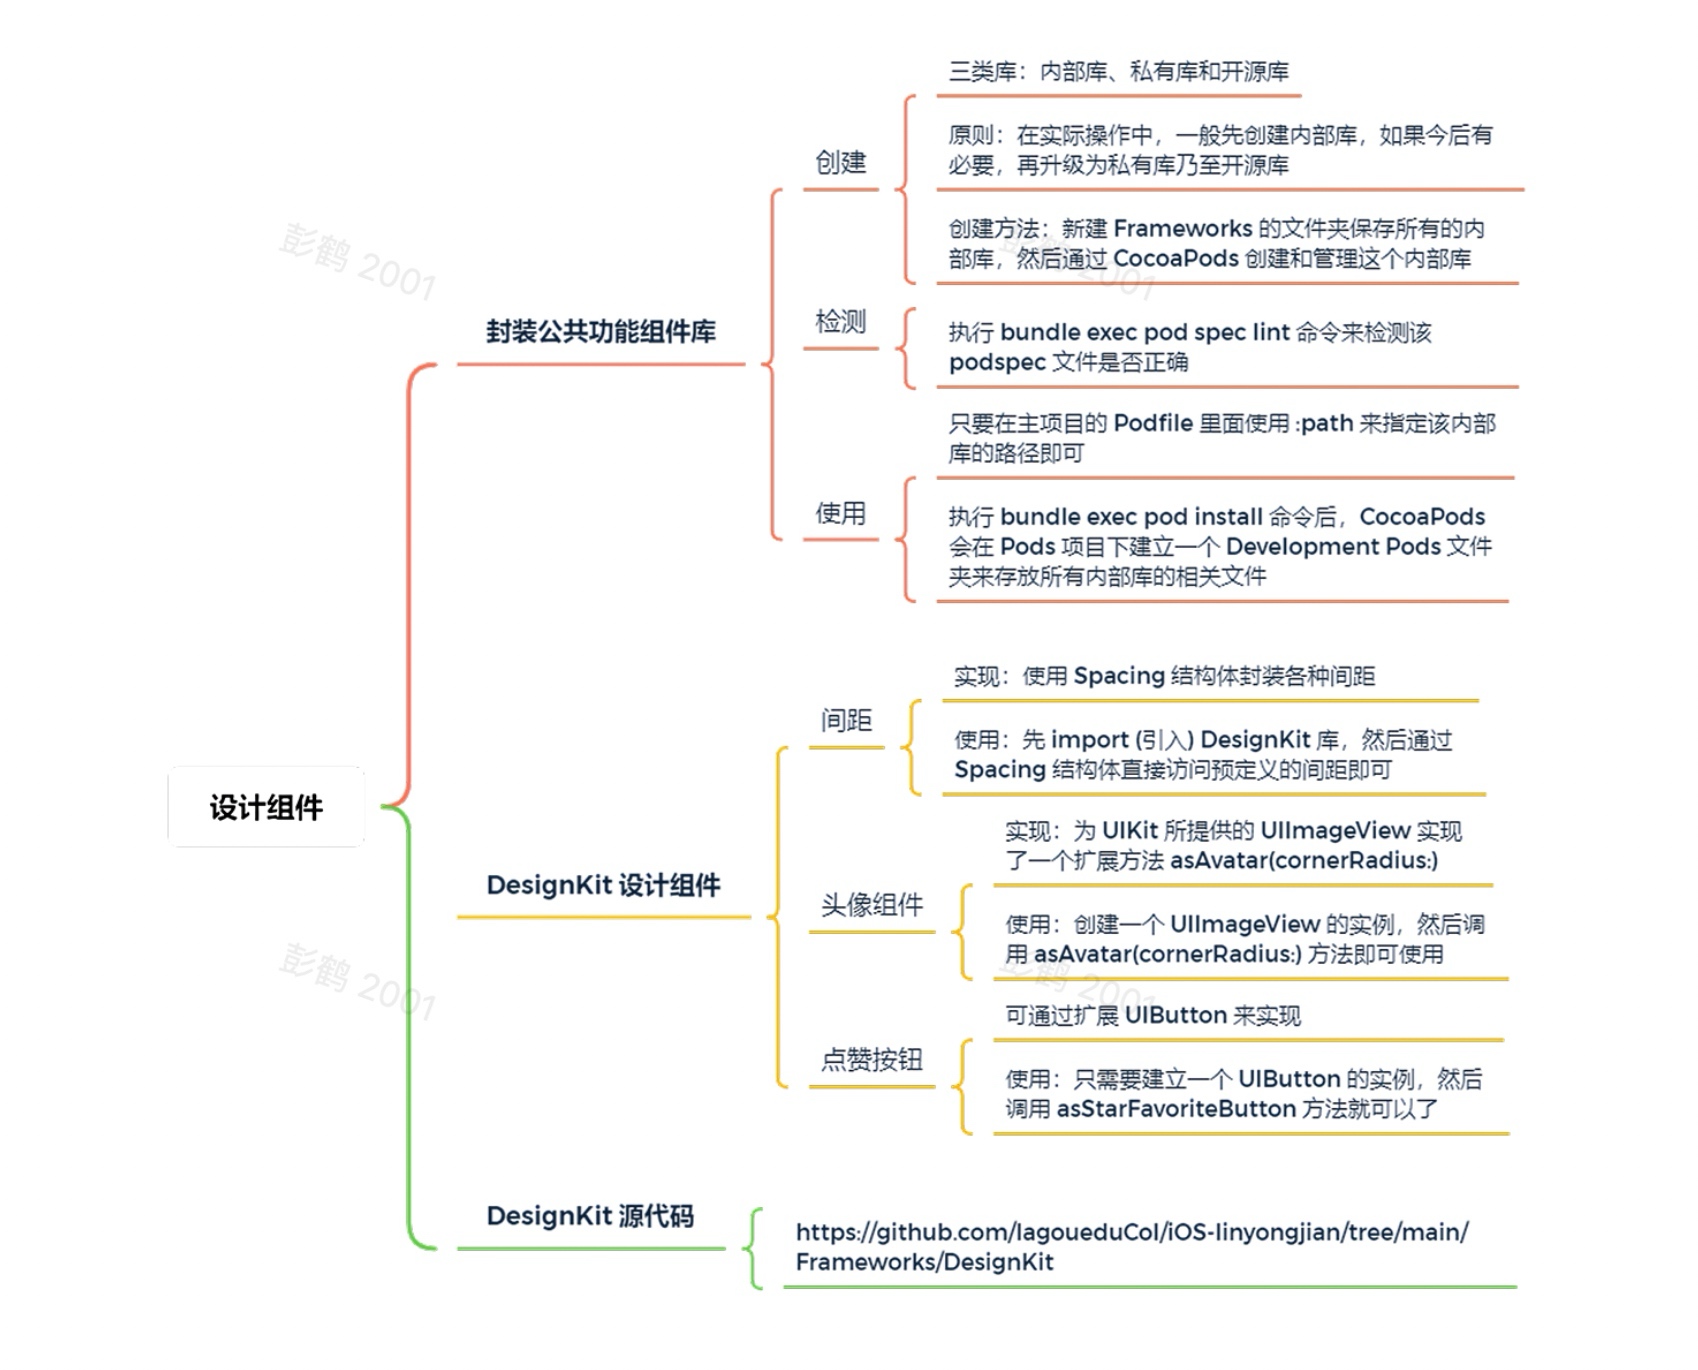 三类库：内部库、私有库和开源库
原则：在实际操作中，一般先创建内部库，如果今后有
必要，再升级为私有库乃至开源库
创建
创建方法：新建 Frameworks 的文件夹保存所有的内
部库，然后通过 CocoaPods 创建和管理这个内部库
彭鹤 2001
彭鹤 2001
封装公共功能组件库
检测
执行 bundle exec pod spec lint 命令来检测该
podspec 文件是否正确
只要在主项目的 Podfile 里面使用 :path 来指定该内部
库的路径即可
使用
执行 bundle exec pod install 命令后，CocoaPods
会在 Pods 项目下建立一个 Development Pods 文件
夹来存放所有内部库的相关文件
实现：使用 Spacing 结构体封装各种间距
间距
使用：先 import (引入) DesignKit 库，然后通过
Spacing 结构体直接访问预定义的间距即可
设计组件
实现：为 UIKit 所提供的 UIImageView 实现
了一个扩展方法 asAvatar(cornerRadius:)
DesignKit 设计组件
头像组件
使用：创建一个 UIImageView 的实例，然后调
用 asAvatar(cornerRadius:) 方法即可使用
彭鹤 2001
彭鹤 2001
可通过扩展 UIButton 来实现
点赞按钮
使用：只需要建立一个 UIButton 的实例，然后
调用 asStarFavoriteButton 方法就可以了
DesignKit 源代码
https://github.com/lagoueduCol/iOS-linyongjian/tree/main/
Frameworks/DesignKit